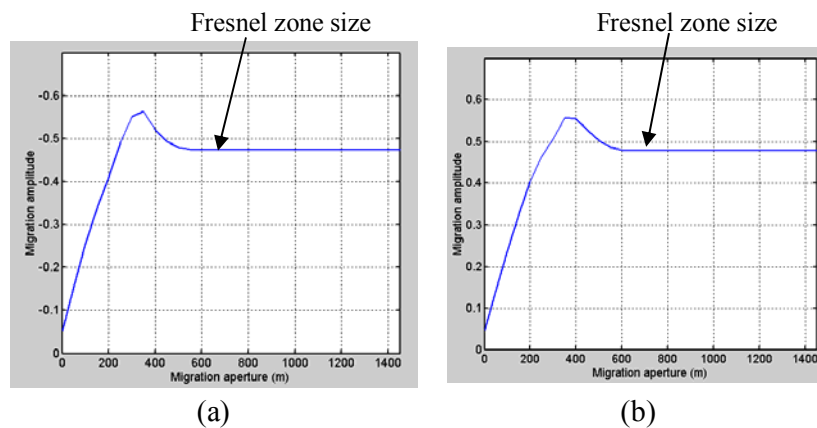 Fresnel zone size
Fresnel zone size
-0.6
-0.5
-0.4
-0.3
-0.2
-0.1
0
Migration amplitude
0 200 400 600 800 1000 1200 1400
Migration aperture (m)
(a)
0.6
0.5
0.4
0.3
0.2
0.1
0
Migration amplitude
0 200 400 600 800 1000 1200 1400
Migration aperture (m)
(b)